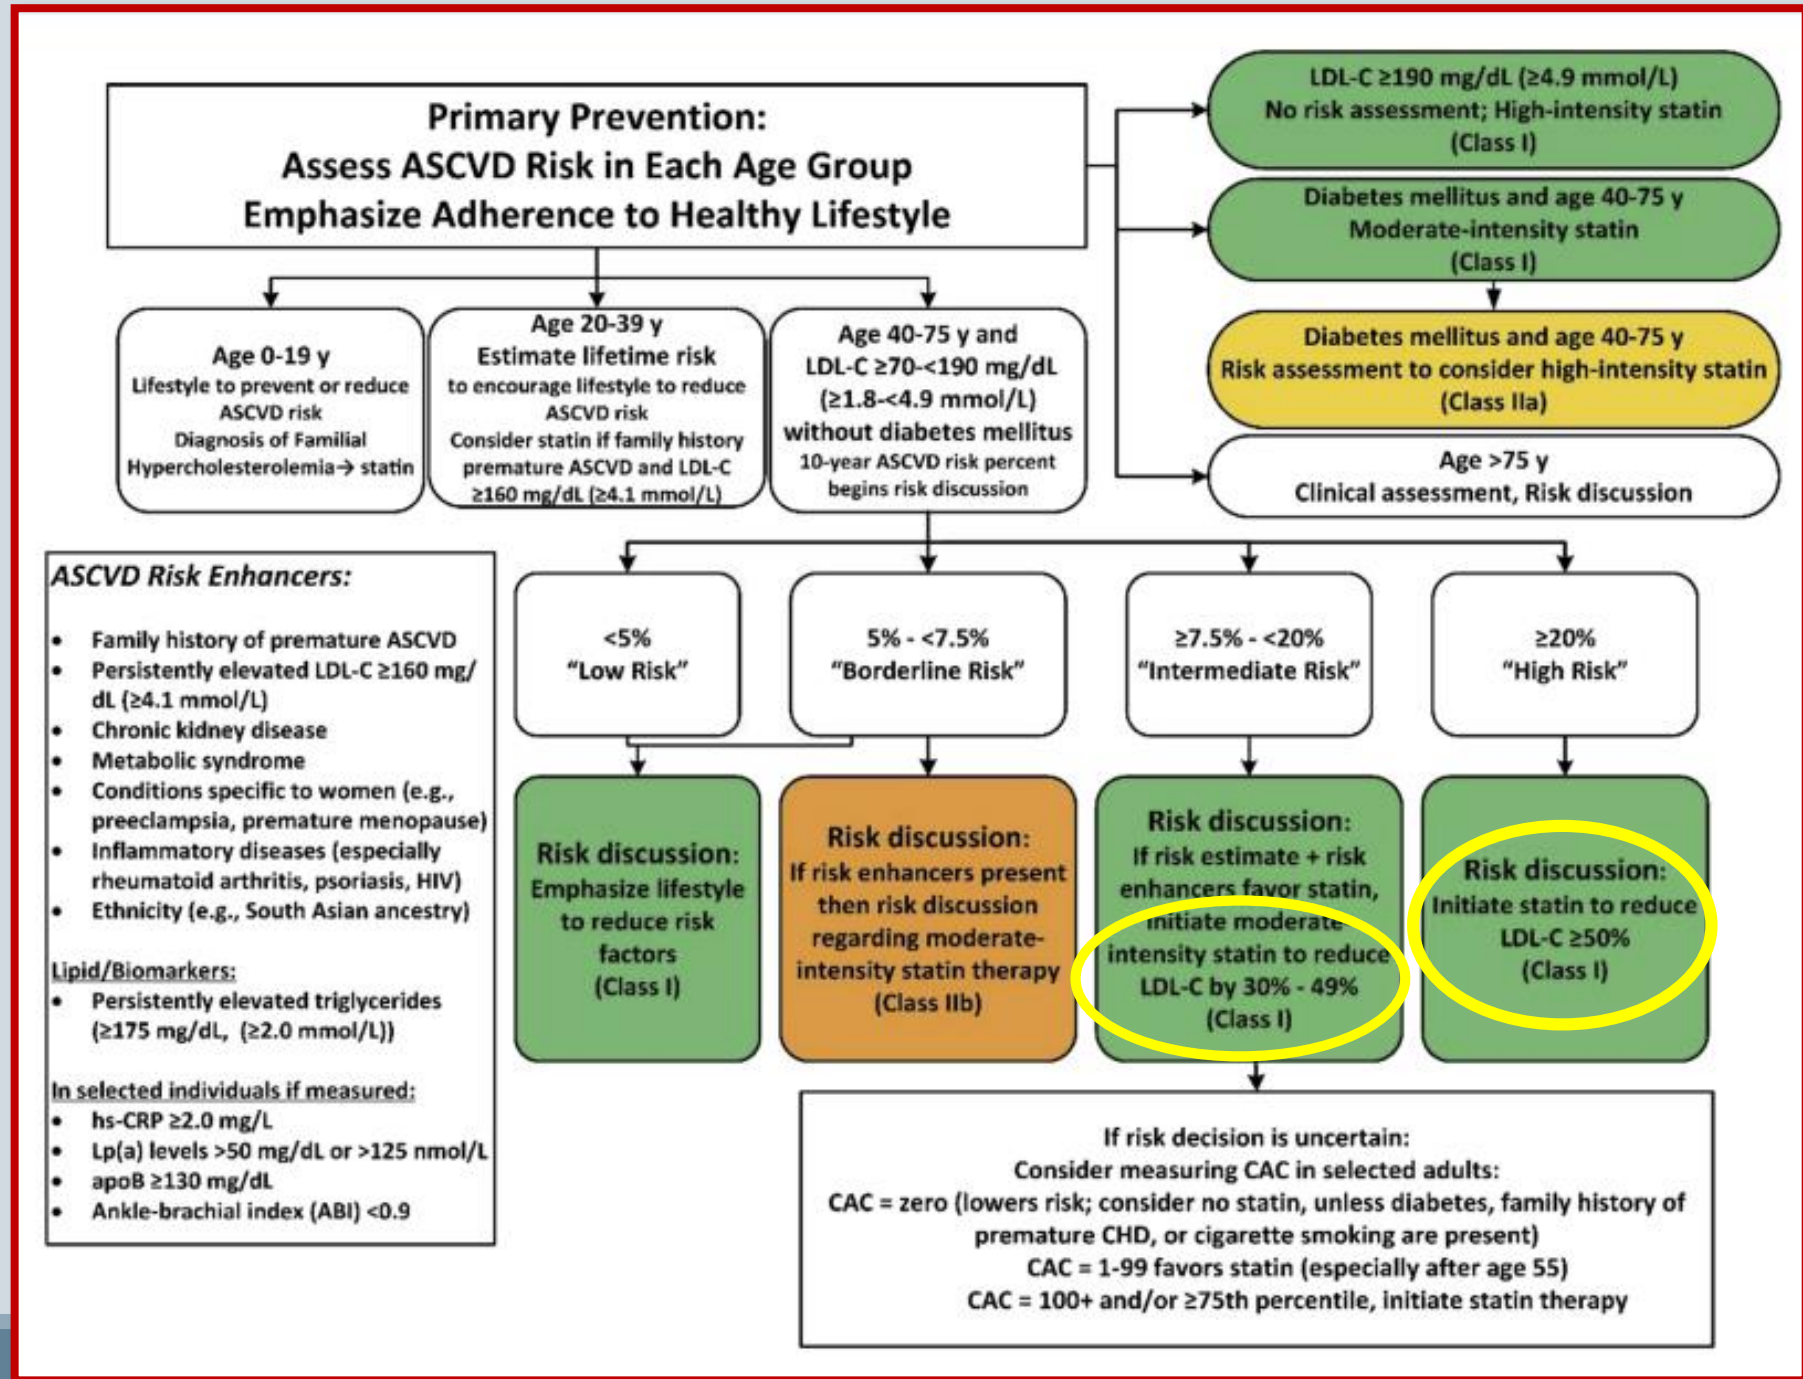 Primary Prevention:
Assess ASCVD Risk in Each Age Group
Emphasize Adherence to Healthy Lifestyle
LDL-C ≥190 mg/dL (≥4.9 mmol/L)
No risk assessment; High-intensity statin
(Class I)
Diabetes mellitus and age 40-75 y
Moderate-intensity statin
(Class I)
Diabetes mellitus and age 40-75 y
Risk assessment to consider high-intensity statin
(Class IIa)
Age >75 y
Clinical assessment, Risk discussion
Age 0-19 y
Lifestyle to prevent or reduce
ASCVD risk
Diagnosis of Familial
Hypercholesterolemia→ statin
Age 20-39 y
Estimate lifetime risk
to encourage lifestyle to reduce
ASCVD risk
Consider statin if family history
premature ASCVD and LDL-C
≥160 mg/dL (≥4.1 mmol/L)
Age 40-75 y and
LDL-C ≥70-<190 mg/dL
(≥1.8-<4.9 mmol/L)
without diabetes mellitus
10-year ASCVD risk percent
begins risk discussion
ASCVD Risk Enhancers:
• Family history of premature ASCVD
• Persistently elevated LDL-C ≥160 mg/
dL (≥4.1 mmol/L)
• Chronic kidney disease
• Metabolic syndrome
• Conditions specific to women (e.g.,
preeclampsia, premature menopause)
• Inflammatory diseases (especially
rheumatoid arthritis, psoriasis, HIV)
• Ethnicity (e.g., South Asian ancestry)
Lipid/Biomarkers:
• Persistently elevated triglycerides
(≥175 mg/dL, (≥2.0 mmol/L))
In selected individuals if measured:
• hs-CRP ≥2.0 mg/L
• Lp(a) levels >50 mg/dL or >125 nmol/L
• apoB ≥130 mg/dL
• Ankle-brachial index (ABI) <0.9
<5%
“Low Risk”
5% - <7.5%
“Borderline Risk”
≥7.5% - <20%
“Intermediate Risk”
≥20%
“High Risk”
Risk discussion:
Emphasize lifestyle
to reduce risk
factors
(Class I)
Risk discussion:
If risk enhancers present
then risk discussion
regarding moderate-
intensity statin therapy
(Class IIb)
Risk discussion:
If risk estimate + risk
enhancers favor statin,
initiate moderate-
intensity statin to reduce
LDL-C by 30% - 49%
(Class I)
Risk discussion:
Initiate statin to reduce
LDL-C ≥50%
(Class I)
If risk decision is uncertain:
Consider measuring CAC in selected adults:
CAC = zero (lowers risk; consider no statin, unless diabetes, family history of
premature CHD, or cigarette smoking are present)
CAC = 1-99 favors statin (especially after age 55)
CAC = 100+ and/or ≥75th percentile, initiate statin therapy